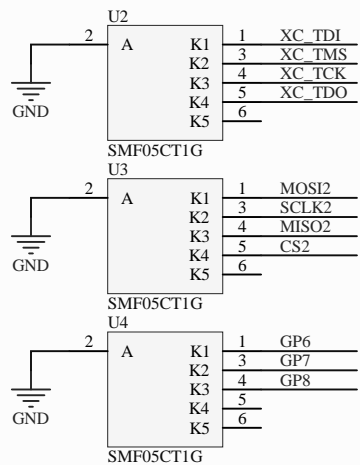 U2
2 A K1 1 XC_TDI
K2 3 XC_TMS
K3 4 XC_TCK
K4 5 XC_TDO
K5 6
GND
SMF05CT1G
U3
2 A K1 1 MOSI2
K2 3 SCLK2
K3 4 MISO2
K4 5 CS2
K5 6
GND
SMF05CT1G
U4
2 A K1 1 GP6
K2 3 GP7
K3 4 GP8
K4 5
K5 6
GND
SMF05CT1G